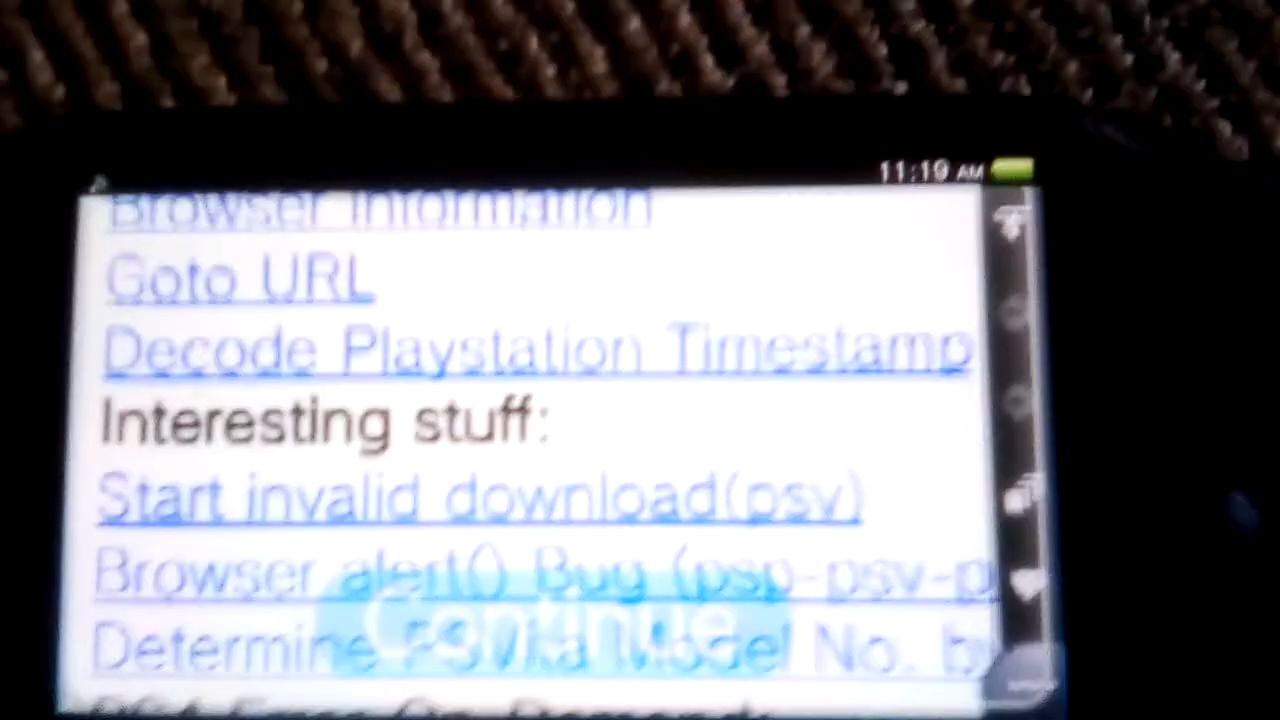 11:19 AM
Browser Information
Goto URL
Decode Playstation Timestamp
Interesting stuff:
Start invalid download(psv)
Browser alert() Bug (psp-psv-p
Continue
Determine PSVita Model No. by